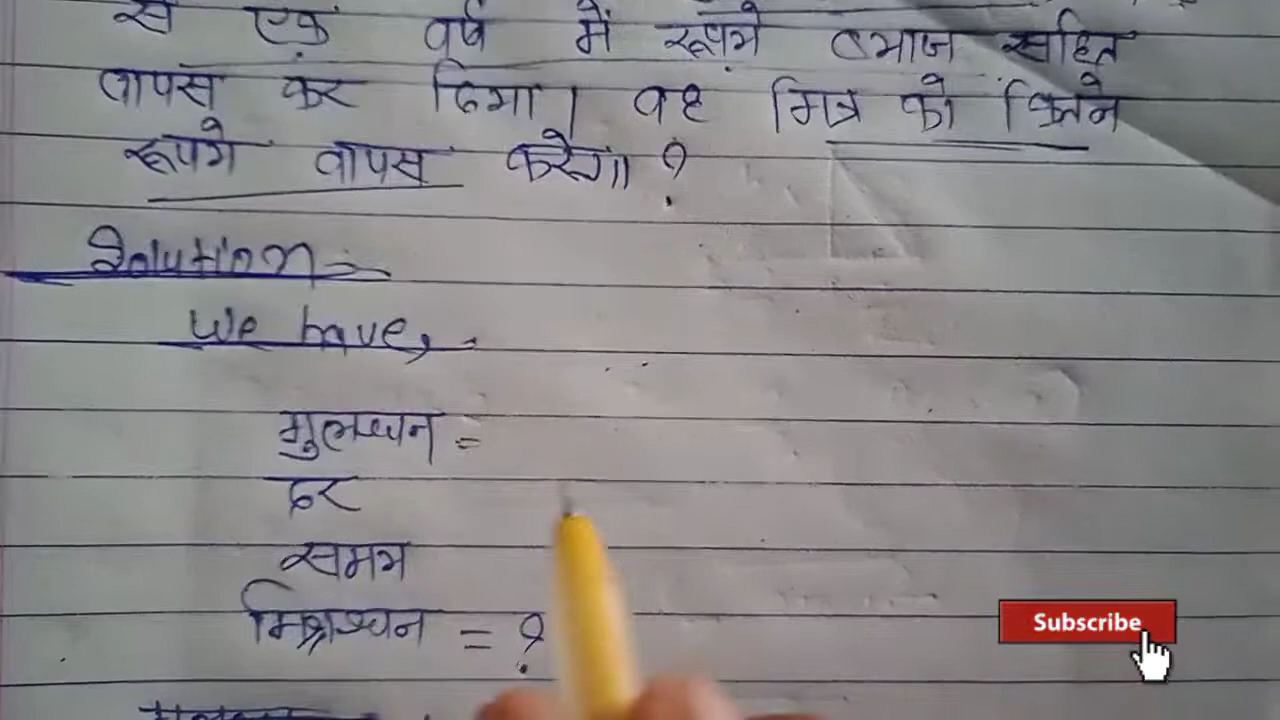 से एक वर्ष में रूपये ब्याज सहित
वापस कर दिया। वह मित्र को कितने
रूपये वापस करेगा ?
Solution :-
We have,
मुलधन =
दर
समय
मिश्रधन = ?
Subscribe